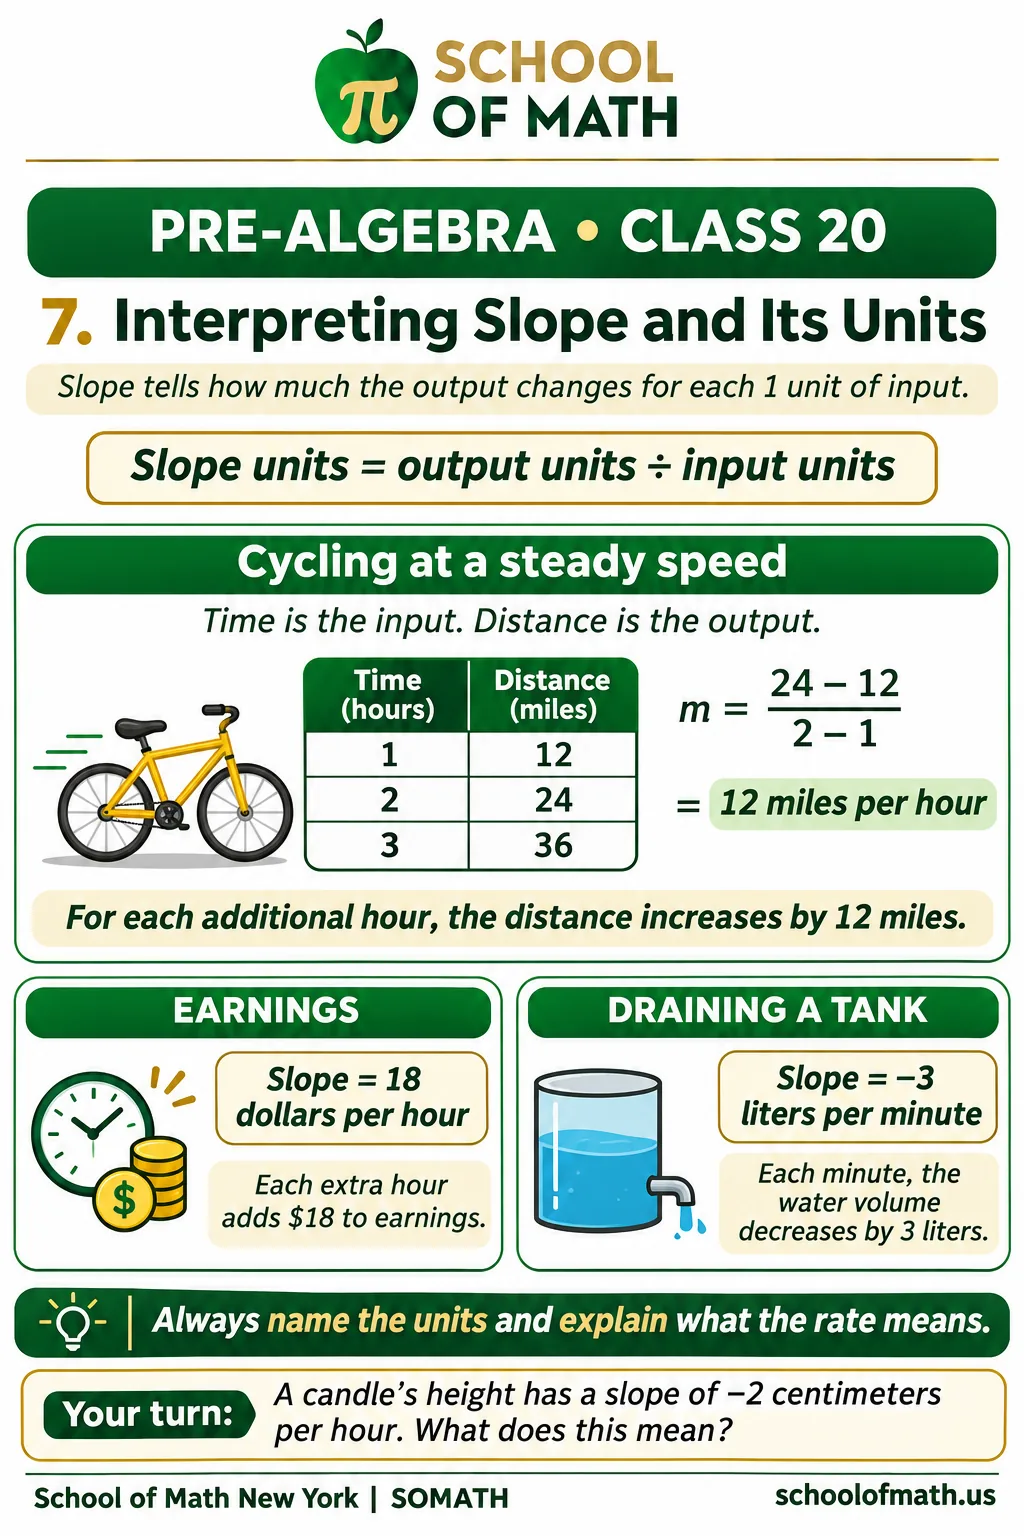 π
SCHOOL
OF MATH
PRE-ALGEBRA • CLASS 20
7. Interpreting Slope and Its Units
Slope tells how much the output changes for each 1 unit of input.
Slope units = output units ÷ input units
Cycling at a steady speed
Time is the input. Distance is the output.
Time (hours) Distance (miles)
1 12
2 24
3 36
m = (24 – 12) / (2 – 1)
= 12 miles per hour
For each additional hour, the distance increases by 12 miles.
EARNINGS
Slope = 18
dollars per hour
$
Each extra hour
adds $18 to earnings.
DRAINING A TANK
Slope = –3
liters per minute
Each minute, the
water volume
decreases by 3 liters.
Always name the units and explain what the rate means.
Your turn:
A candle's height has a slope of –2 centimeters
per hour. What does this mean?
School of Math New York | SOMATH
schoolofmath.us